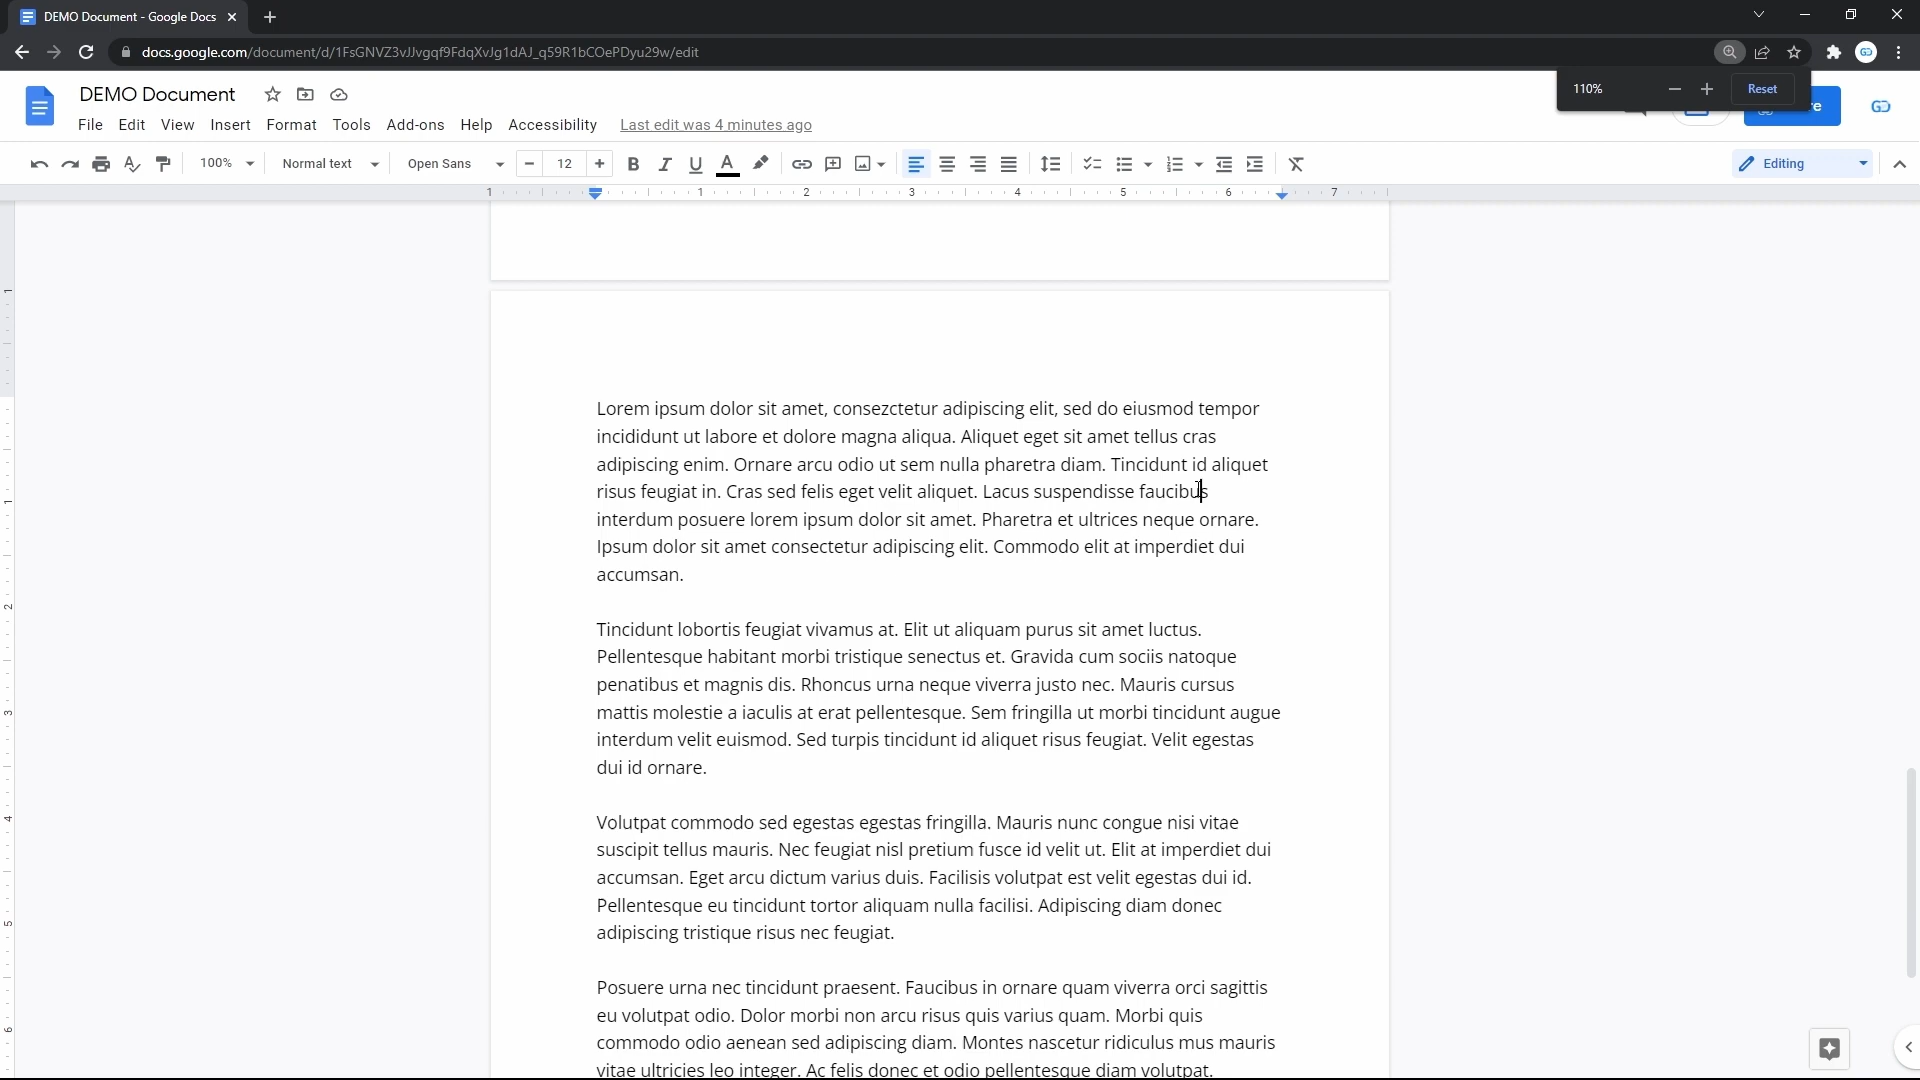 DEMO Document - Google Docs
docs.google.com/document/d/1FsGNVZ3vJJvgqf9FdqXvJg1dAJ_q59R1bCOePDyu29w/edit
110% Reset
DEMO Document
File Edit View Insert Format Tools Add-ons Help Accessibility Last edit was 4 minutes ago
100% Normal text Open Sans 12 Editing
1 1 2 3 4 5 6 7
Lorem ipsum dolor sit amet, consezctetur adipiscing elit, sed do eiusmod tempor
incididunt ut labore et dolore magna aliqua. Aliquet eget sit amet tellus cras
adipiscing enim. Ornare arcu odio ut sem nulla pharetra diam. Tincidunt id aliquet
risus feugiat in. Cras sed felis eget velit aliquet. Lacus suspendisse faucibus
interdum posuere lorem ipsum dolor sit amet. Pharetra et ultrices neque ornare.
Ipsum dolor sit amet consectetur adipiscing elit. Commodo elit at imperdiet dui
accumsan.
Tincidunt lobortis feugiat vivamus at. Elit ut aliquam purus sit amet luctus.
Pellentesque habitant morbi tristique senectus et. Gravida cum sociis natoque
penatibus et magnis dis. Rhoncus urna neque viverra justo nec. Mauris cursus
mattis molestie a iaculis at erat pellentesque. Sem fringilla ut morbi tincidunt augue
interdum velit euismod. Sed turpis tincidunt id aliquet risus feugiat. Velit egestas
dui id ornare.
Volutpat commodo sed egestas egestas fringilla. Mauris nunc congue nisi vitae
suscipit tellus mauris. Nec feugiat nisl pretium fusce id velit ut. Elit at imperdiet dui
accumsan. Eget arcu dictum varius duis. Facilisis volutpat est velit egestas dui id.
Pellentesque eu tincidunt tortor aliquam nulla facilisi. Adipiscing diam donec
adipiscing tristique risus nec feugiat.
Posuere urna nec tincidunt praesent. Faucibus in ornare quam viverra orci sagittis
eu volutpat odio. Dolor morbi non arcu risus quis varius quam. Morbi quis
commodo odio aenean sed adipiscing diam. Montes nascetur ridiculus mus mauris
vitae ultricies leo integer. Ac felis donec et odio pellentesque diam volutpat.